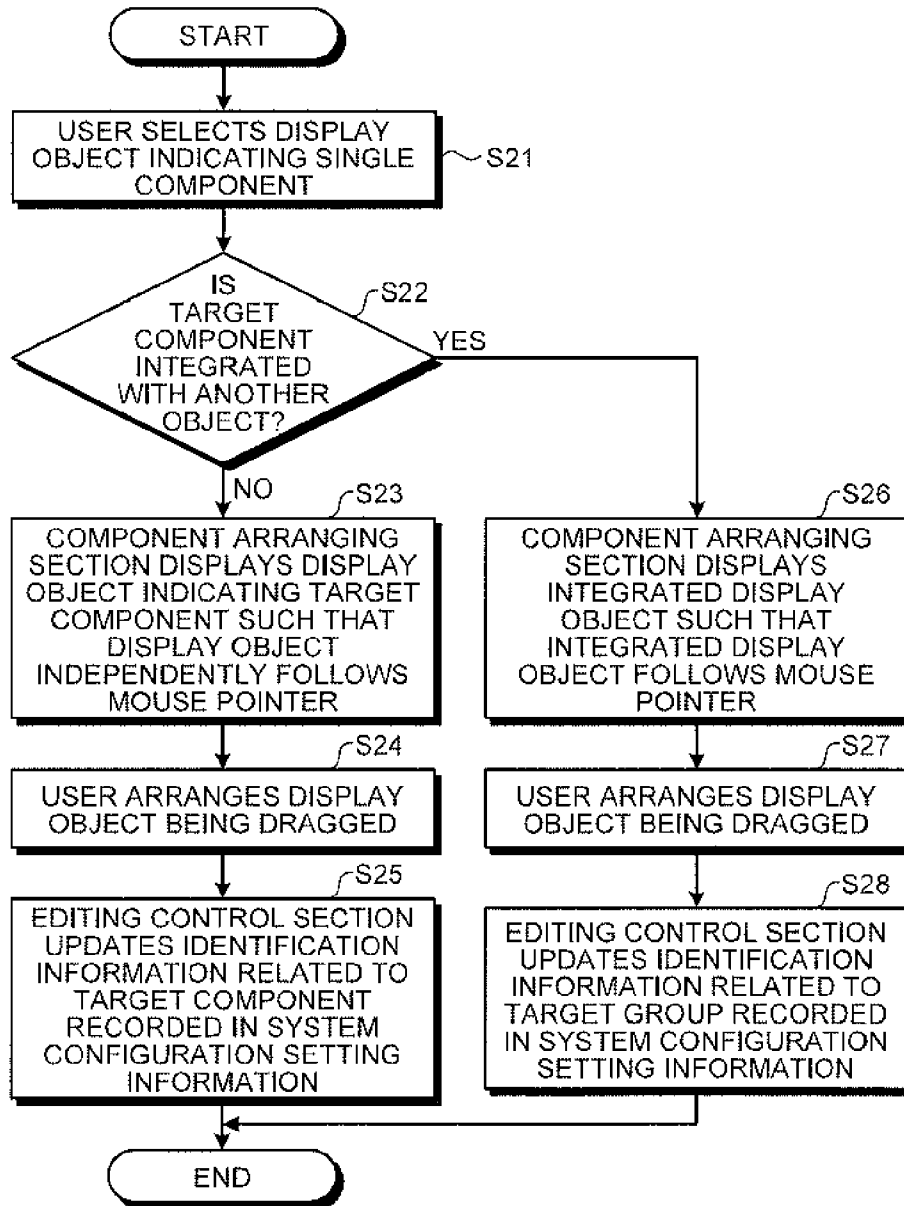 START
USER SELECTS DISPLAY
OBJECT INDICATING SINGLE
COMPONENT
S21
IS
TARGET
COMPONENT
INTEGRATED
WITH ANOTHER
OBJECT?
S22
YES
NO
S23
COMPONENT ARRANGING
SECTION DISPLAYS DISPLAY
OBJECT INDICATING TARGET
COMPONENT SUCH THAT
DISPLAY OBJECT
INDEPENDENTLY FOLLOWS
MOUSE POINTER
S24
USER ARRANGES DISPLAY
OBJECT BEING DRAGGED
S25
EDITING CONTROL SECTION
UPDATES IDENTIFICATION
INFORMATION RELATED TO
TARGET COMPONENT
RECORDED IN SYSTEM
CONFIGURATION SETTING
INFORMATION
S26
COMPONENT ARRANGING
SECTION DISPLAYS
INTEGRATED DISPLAY
OBJECT SUCH THAT
INTEGRATED DISPLAY
OBJECT FOLLOWS MOUSE
POINTER
S27
USER ARRANGES DISPLAY
OBJECT BEING DRAGGED
S28
EDITING CONTROL SECTION
UPDATES IDENTIFICATION
INFORMATION RELATED TO
TARGET GROUP RECORDED
IN SYSTEM CONFIGURATION
SETTING INFORMATION
END